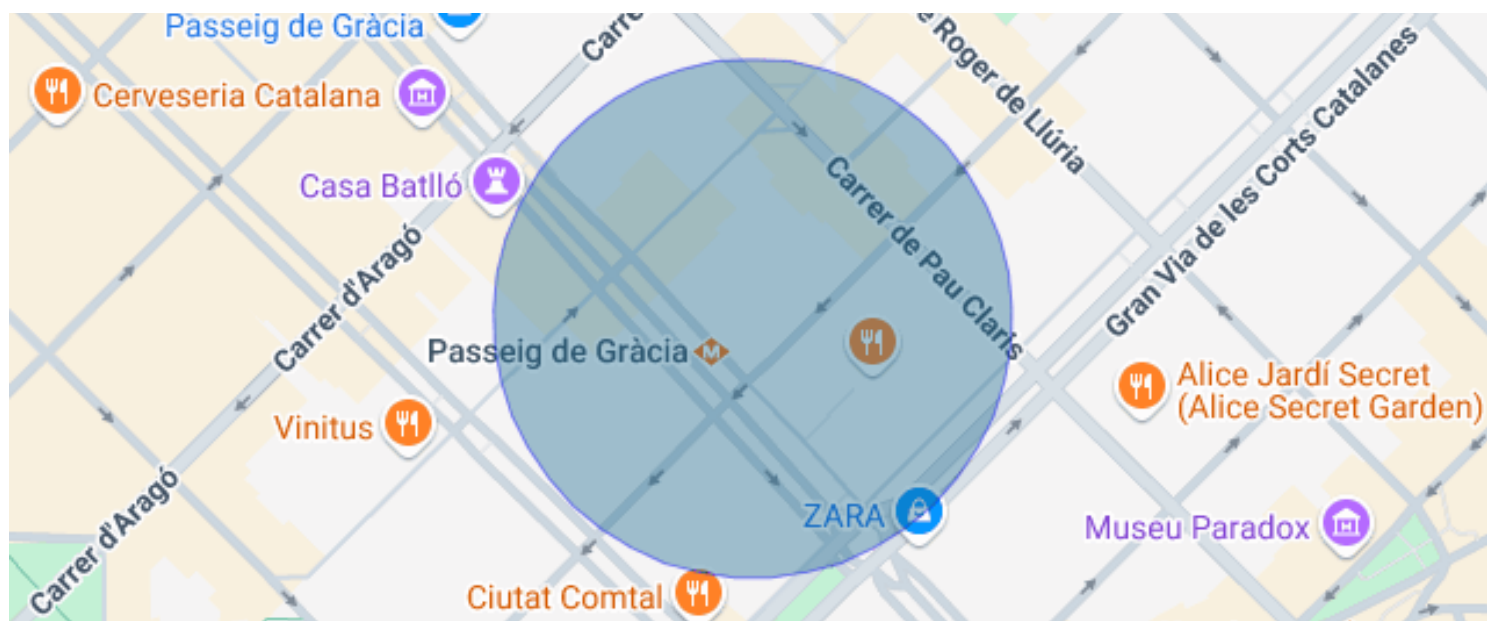 Passeig de Gràcia
Carre
e Roger de Llúria
Cerveseria Catalana
Gran Via de les Corts Catalanes
Casa Batlló
Carrer de Pau Claris
Carrer d'Aragó
Passeig de Gràcia
M
Vinitus
Alice Jardí Secret
(Alice Secret Garden)
Carrer d'Aragó
ZARA
Museu Paradox
Ciutat Comtal